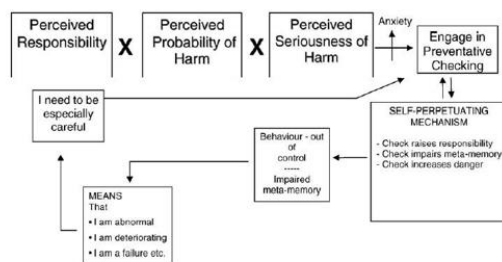 Perceived
Responsibility
X
Perceived
Probability of
Harm
X
Perceived
Seriousness of
Harm
Anxiety
Engage in
Preventative
Checking
I need to be
especially
careful
SELF-PERPETUATING
MECHANISM
- Check raises responsibility
- Check impairs meta-memory
- Check increases danger
Behaviour - out
of
control
-----
Impaired
meta-memory
MEANS
That
• I am abnormal
• I am deteriorating
• I am a failure etc.